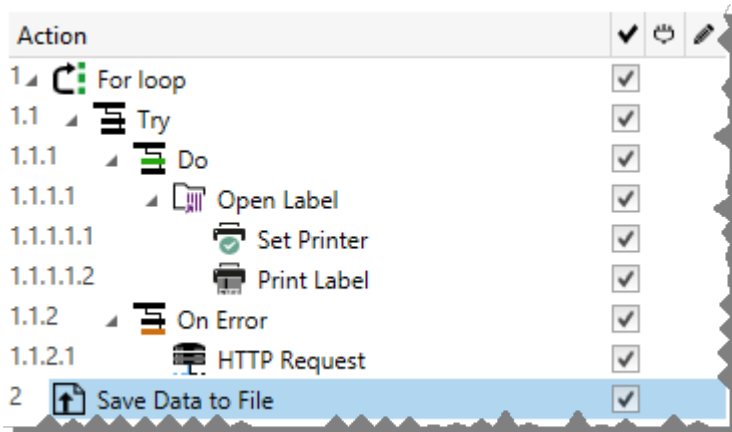 Action
1 For loop
1.1 Try
1.1.1 Do
1.1.1.1 Open Label
1.1.1.1.1 Set Printer
1.1.1.1.2 Print Label
1.1.2 On Error
1.1.2.1 HTTP Request
2 Save Data to File